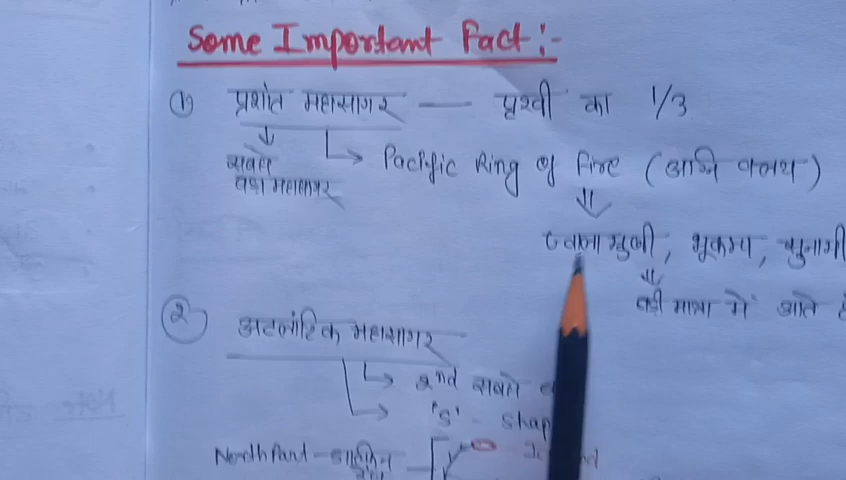 Some Important Fact :-
1) प्रशांत महासागर — पृथ्वी का 1/3
सबसे बड़ा महासागर
Pacific Ring of Fire (अग्नि वलय)
ज्वालामुखी, भूकम्प, सुनामी
बड़ी मात्रा में आते
2) अटलांटिक महासागर
2nd सबसे
'S' - Shap
North Part -